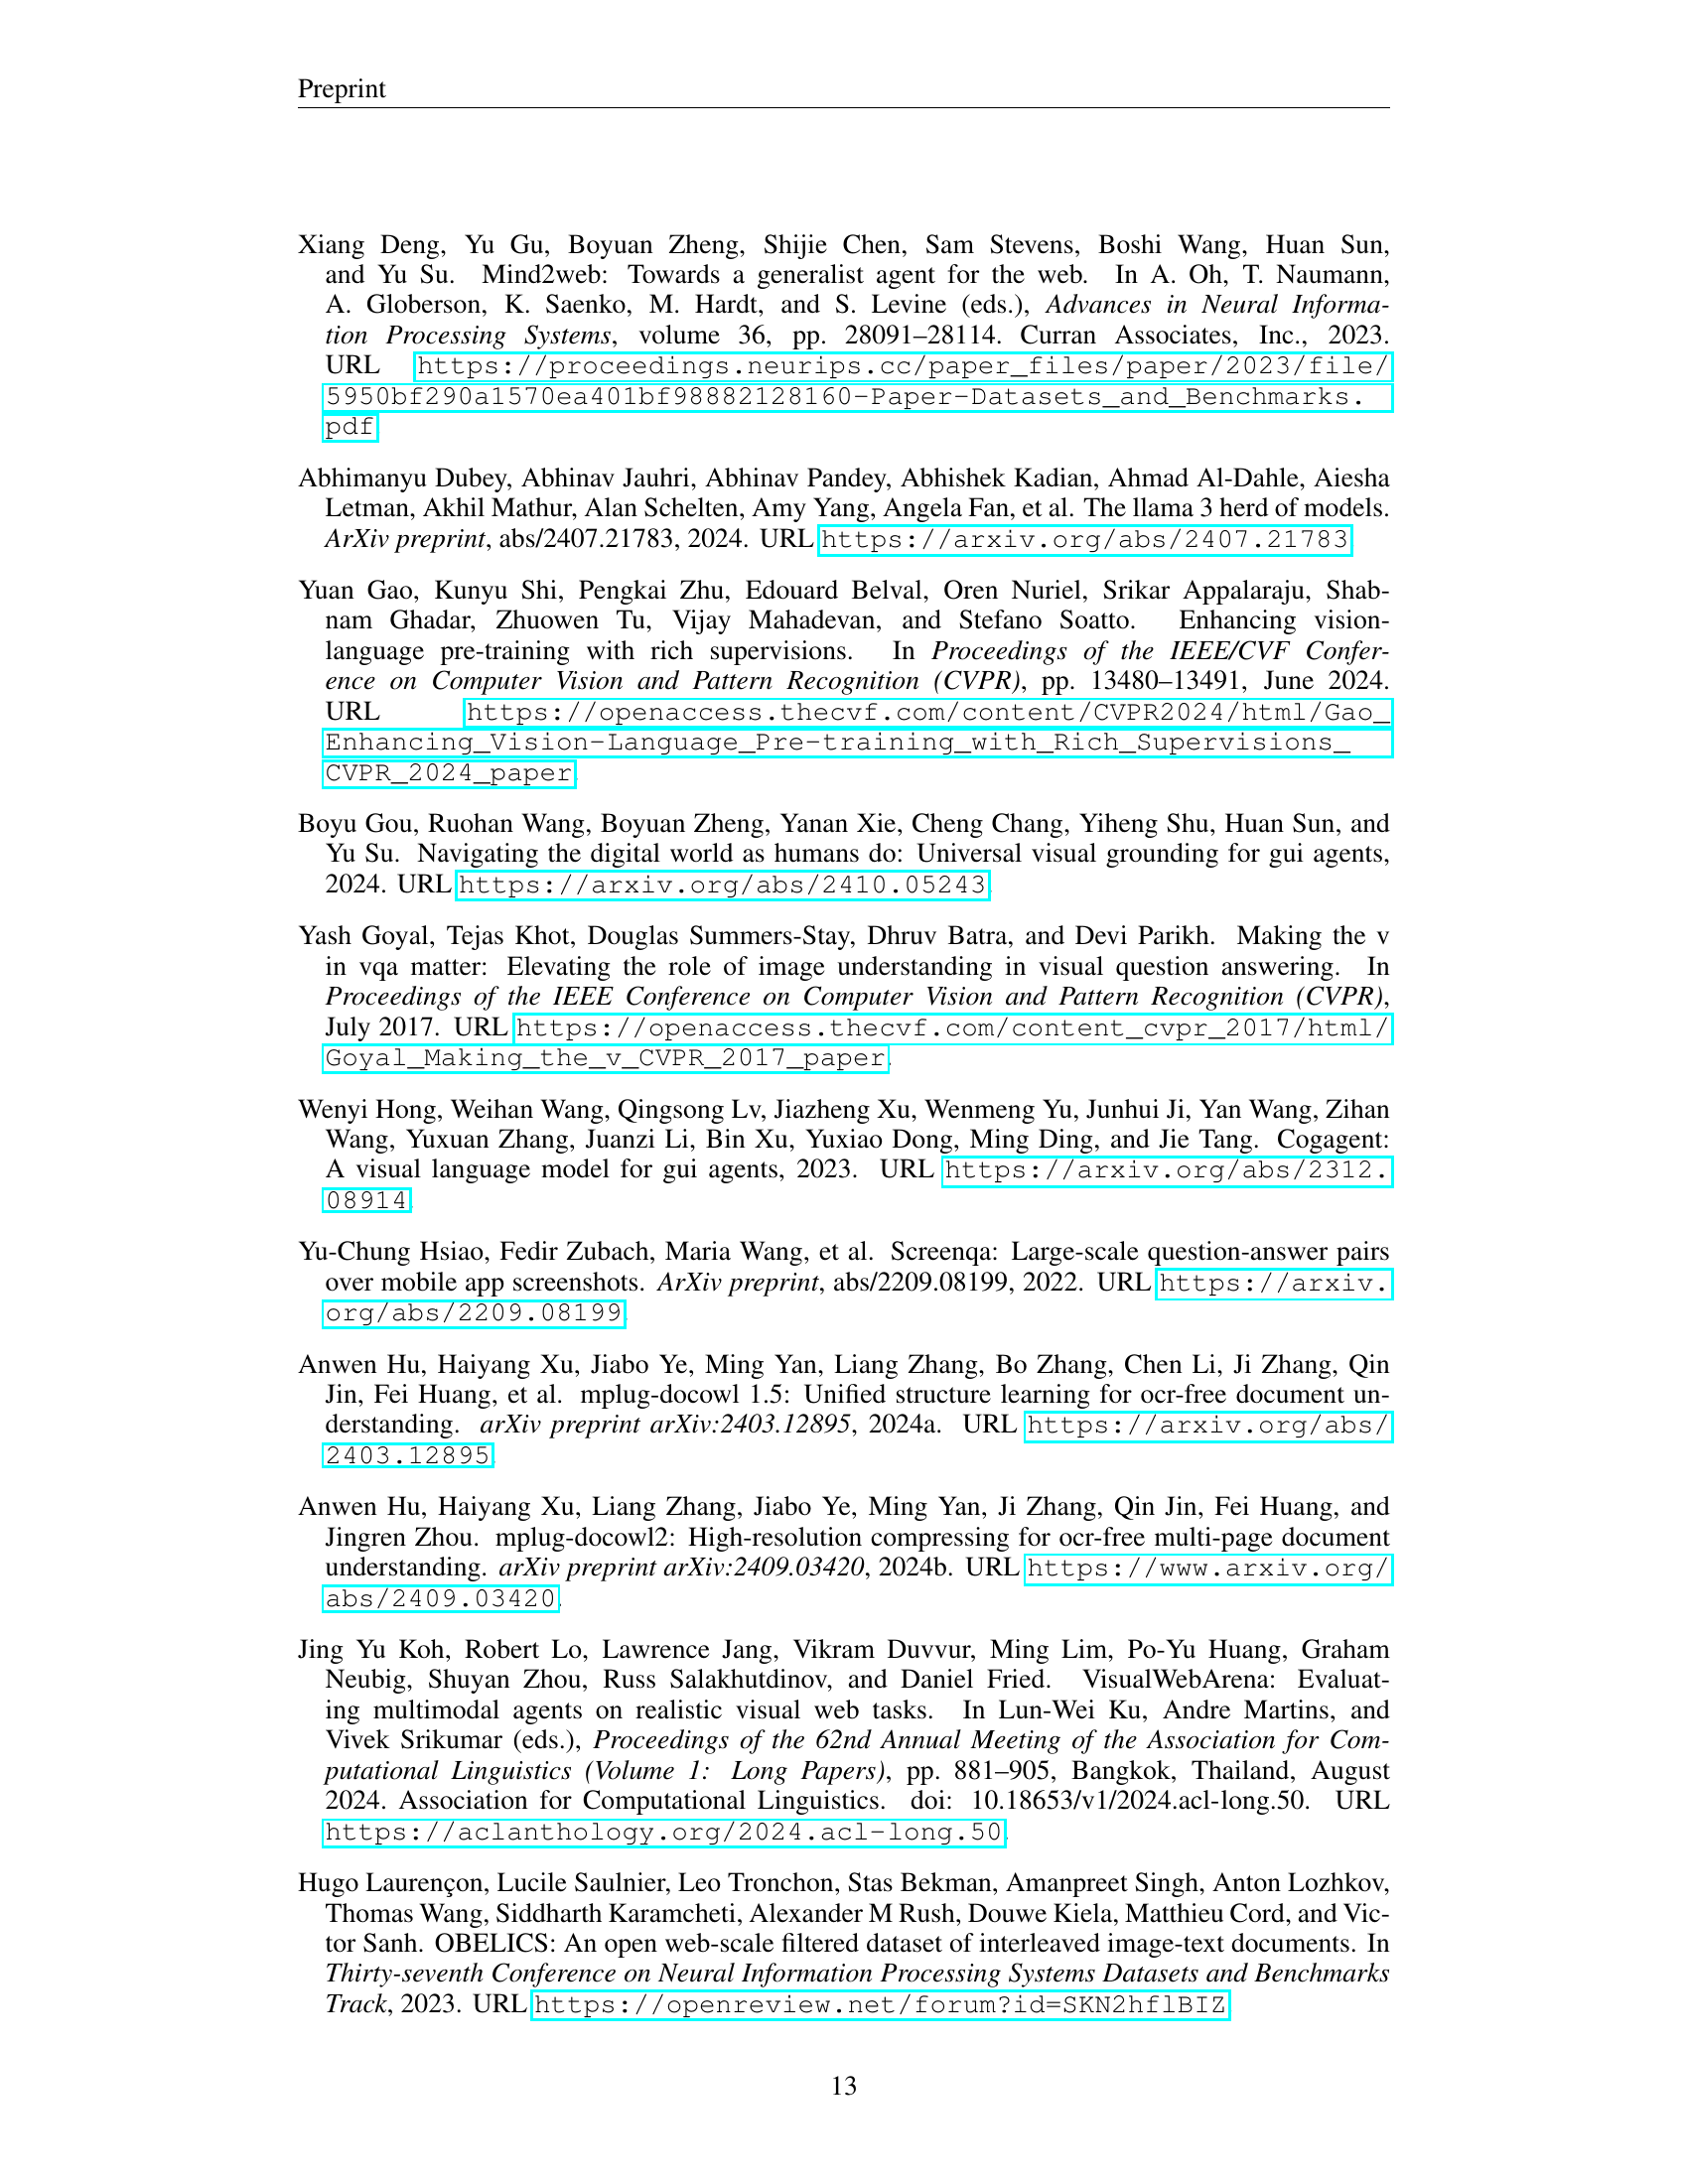 Preprint
Xiang Deng, Yu Gu, Boyuan Zheng, Shijie Chen, Sam Stevens, Boshi Wang, Huan Sun,
and Yu Su. Mind2web: Towards a generalist agent for the web. In A. Oh, T. Naumann,
A. Globerson, K. Saenko, M. Hardt, and S. Levine (eds.), Advances in Neural Informa-
tion Processing Systems, volume 36, pp. 28091–28114. Curran Associates, Inc., 2023.
URL https://proceedings.neurips.cc/paper_files/paper/2023/file/
5950bf290a1570ea401bf98882128160-Paper-Datasets_and_Benchmarks.
pdf
Abhimanyu Dubey, Abhinav Jauhri, Abhinav Pandey, Abhishek Kadian, Ahmad Al-Dahle, Aiesha
Letman, Akhil Mathur, Alan Schelten, Amy Yang, Angela Fan, et al. The llama 3 herd of models.
ArXiv preprint, abs/2407.21783, 2024. URL https://arxiv.org/abs/2407.21783
Yuan Gao, Kunyu Shi, Pengkai Zhu, Edouard Belval, Oren Nuriel, Srikar Appalaraju, Shab-
nam Ghadar, Zhuowen Tu, Vijay Mahadevan, and Stefano Soatto. Enhancing vision-
language pre-training with rich supervisions. In Proceedings of the IEEE/CVF Confer-
ence on Computer Vision and Pattern Recognition (CVPR), pp. 13480–13491, June 2024.
URL https://openaccess.thecvf.com/content/CVPR2024/html/Gao_
Enhancing_Vision-Language_Pre-training_with_Rich_Supervisions_
CVPR_2024_paper
Boyu Gou, Ruohan Wang, Boyuan Zheng, Yanan Xie, Cheng Chang, Yiheng Shu, Huan Sun, and
Yu Su. Navigating the digital world as humans do: Universal visual grounding for gui agents,
2024. URL https://arxiv.org/abs/2410.05243
Yash Goyal, Tejas Khot, Douglas Summers-Stay, Dhruv Batra, and Devi Parikh. Making the v
in vqa matter: Elevating the role of image understanding in visual question answering. In
Proceedings of the IEEE Conference on Computer Vision and Pattern Recognition (CVPR),
July 2017. URL https://openaccess.thecvf.com/content_cvpr_2017/html/
Goyal_Making_the_v_CVPR_2017_paper.
Wenyi Hong, Weihan Wang, Qingsong Lv, Jiazheng Xu, Wenmeng Yu, Junhui Ji, Yan Wang, Zihan
Wang, Yuxuan Zhang, Juanzi Li, Bin Xu, Yuxiao Dong, Ming Ding, and Jie Tang. Cogagent:
A visual language model for gui agents, 2023. URL https://arxiv.org/abs/2312.
08914
Yu-Chung Hsiao, Fedir Zubach, Maria Wang, et al. Screenqa: Large-scale question-answer pairs
over mobile app screenshots. ArXiv preprint, abs/2209.08199, 2022. URL https://arxiv.
org/abs/2209.08199
Anwen Hu, Haiyang Xu, Jiabo Ye, Ming Yan, Liang Zhang, Bo Zhang, Chen Li, Ji Zhang, Qin
Jin, Fei Huang, et al. mplug-docowl 1.5: Unified structure learning for ocr-free document un-
derstanding. arXiv preprint arXiv:2403.12895, 2024a. URL https://arxiv.org/abs/
2403.12895
Anwen Hu, Haiyang Xu, Liang Zhang, Jiabo Ye, Ming Yan, Ji Zhang, Qin Jin, Fei Huang, and
Jingren Zhou. mplug-docowl2: High-resolution compressing for ocr-free multi-page document
understanding. arXiv preprint arXiv:2409.03420, 2024b. URL https://www.arxiv.org/
abs/2409.03420.
Jing Yu Koh, Robert Lo, Lawrence Jang, Vikram Duvvur, Ming Lim, Po-Yu Huang, Graham
Neubig, Shuyan Zhou, Russ Salakhutdinov, and Daniel Fried. VisualWebArena: Evaluat-
ing multimodal agents on realistic visual web tasks. In Lun-Wei Ku, Andre Martins, and
Vivek Srikumar (eds.), Proceedings of the 62nd Annual Meeting of the Association for Com-
putational Linguistics (Volume 1: Long Papers), pp. 881–905, Bangkok, Thailand, August
2024. Association for Computational Linguistics. doi: 10.18653/v1/2024.acl-long.50. URL
https://aclanthology.org/2024.acl-long.50.
Hugo Laurençon, Lucile Saulnier, Leo Tronchon, Stas Bekman, Amanpreet Singh, Anton Lozhkov,
Thomas Wang, Siddharth Karamcheti, Alexander M Rush, Douwe Kiela, Matthieu Cord, and Vic-
tor Sanh. OBELICS: An open web-scale filtered dataset of interleaved image-text documents. In
Thirty-seventh Conference on Neural Information Processing Systems Datasets and Benchmarks
Track, 2023. URL https://openreview.net/forum?id=SKN2hflBIZ
13